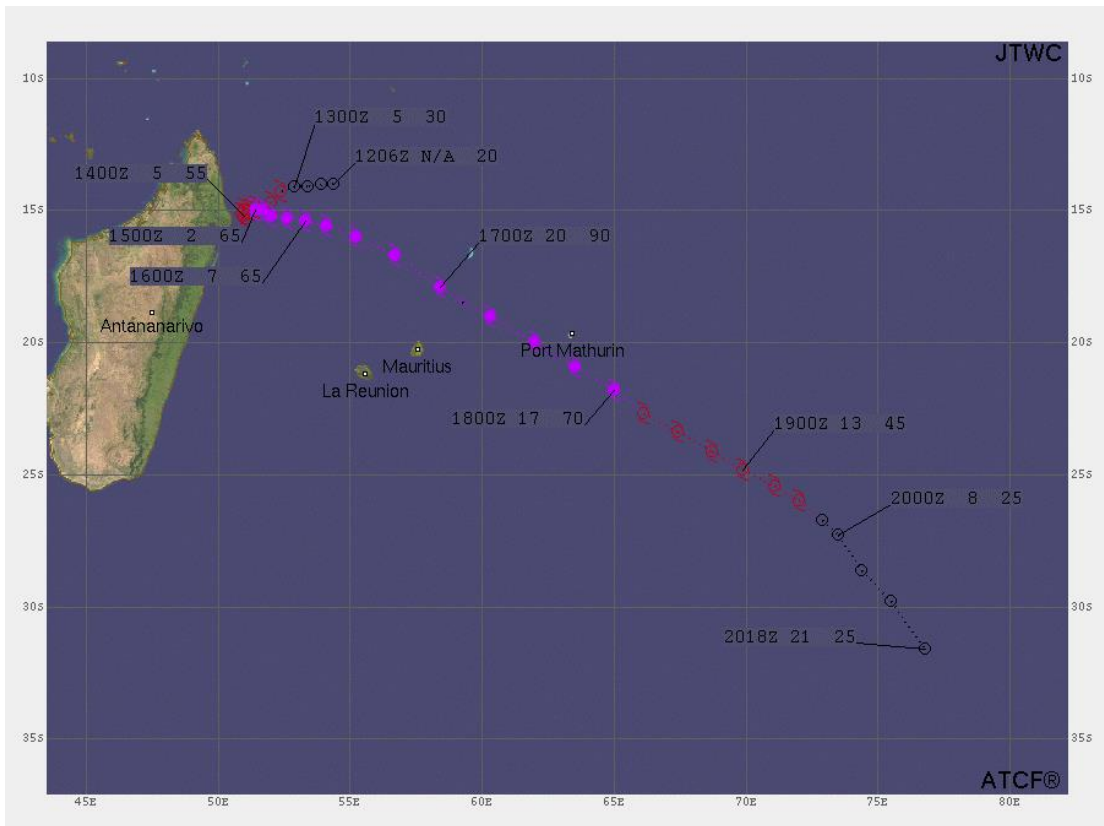 JTWC
10S 10S
1300Z 5 30
1206Z N/A 20
1400Z 5 55
15S 15S
1500Z 2 65
1700Z 20 90
1600Z 7 65
Antananarivo
20S 20S
Port Mathurin
Mauritius
La Reunion
1800Z 17 70
1900Z 13 45
25S 25S
2000Z 8 25
30S 30S
2018Z 21 25
35S 35S
ATCF®
45E 50E 55E 60E 65E 70E 75E 80E